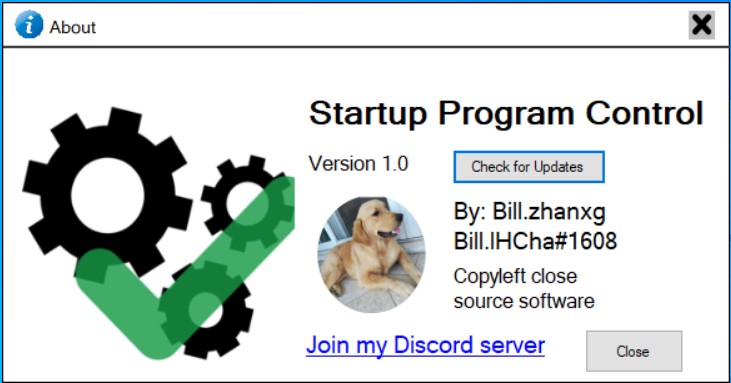 About
Startup Program Control
Version 1.0
Check for Updates
By: Bill.zhanxg
Bill.lHCha#1608
Copyleft close
source software
Join my Discord server
Close